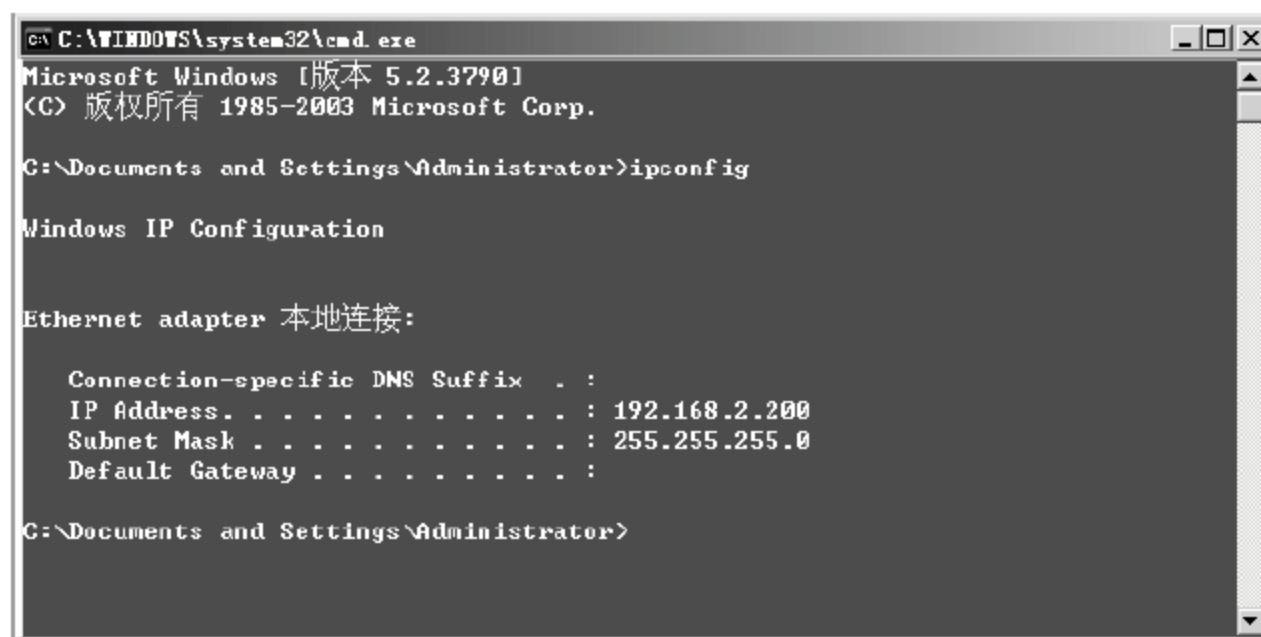 C:\WINDOWS\system32\cmd.exe
Microsoft Windows [版本 5.2.3790]
(C) 版权所有 1985-2003 Microsoft Corp.
C:\Documents and Settings\Administrator>ipconfig
Windows IP Configuration
Ethernet adapter 本地连接:
Connection-specific DNS Suffix . :
IP Address. . . . . . . . . . . . : 192.168.2.200
Subnet Mask . . . . . . . . . . . : 255.255.255.0
Default Gateway . . . . . . . . . :
C:\Documents and Settings\Administrator>